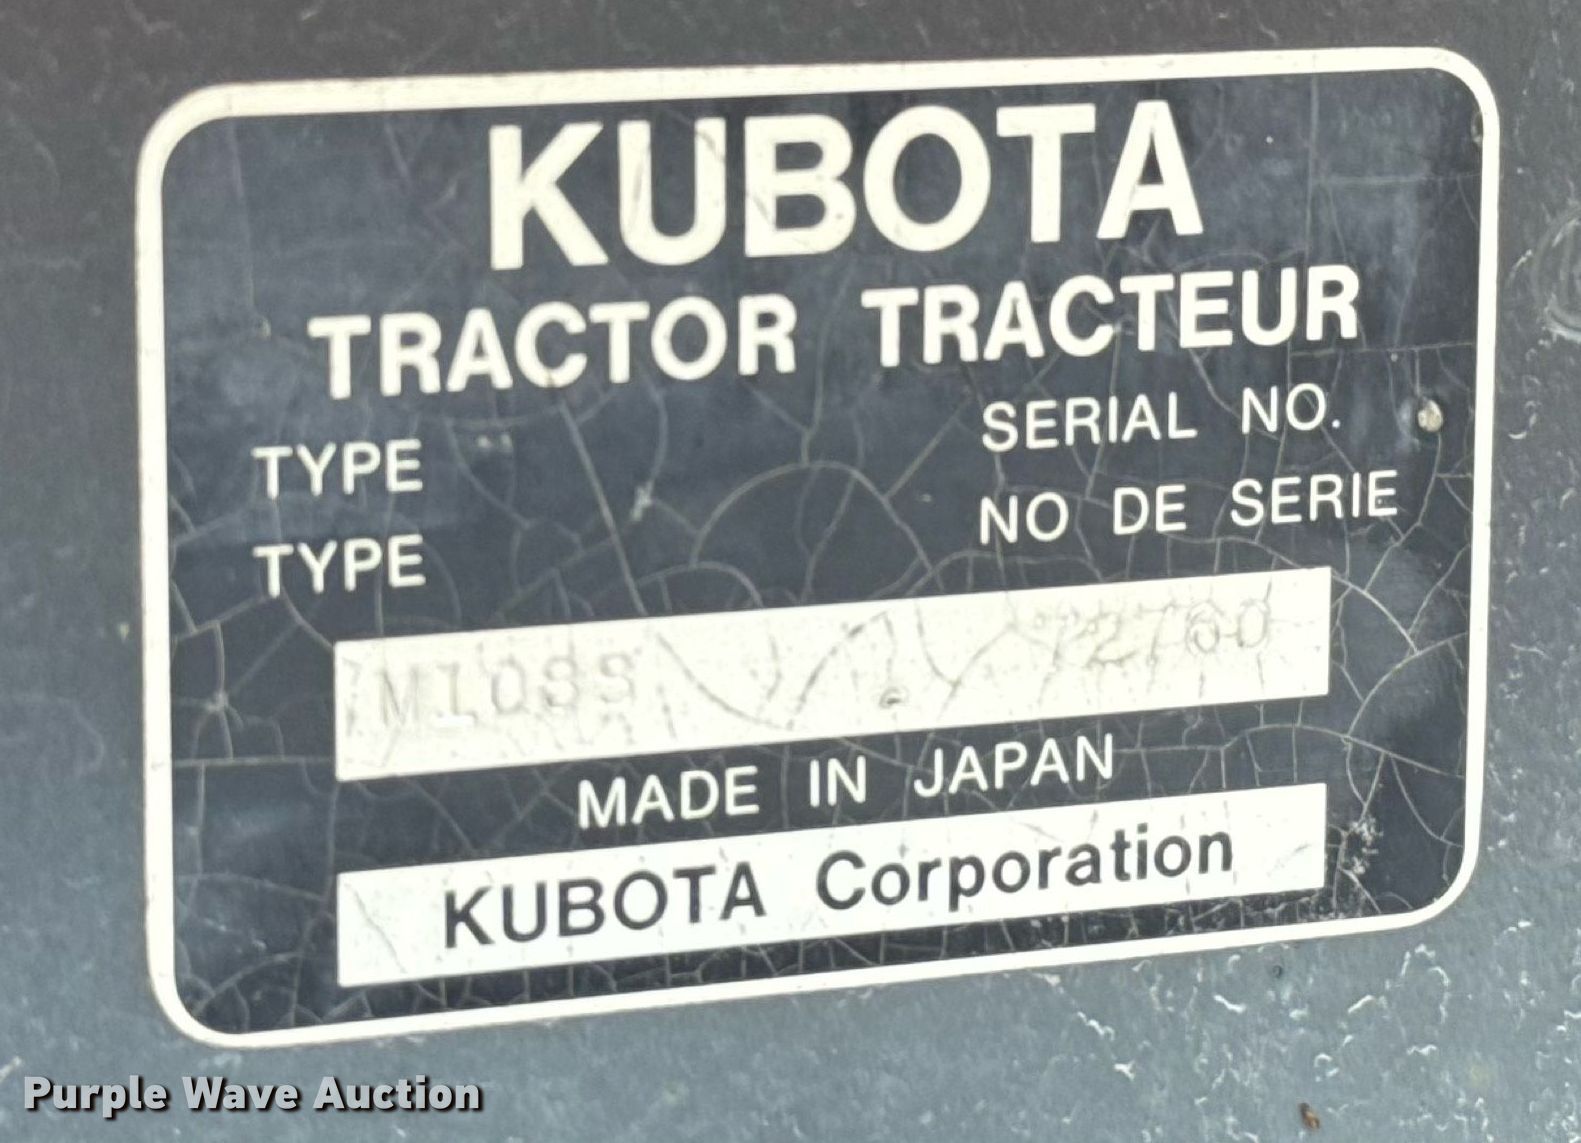 KUBOTA
TRACTOR TRACTEUR
TYPE SERIAL NO.
TYPE NO DE SERIE
M108S
MADE IN JAPAN
KUBOTA Corporation
Purple Wave Auction